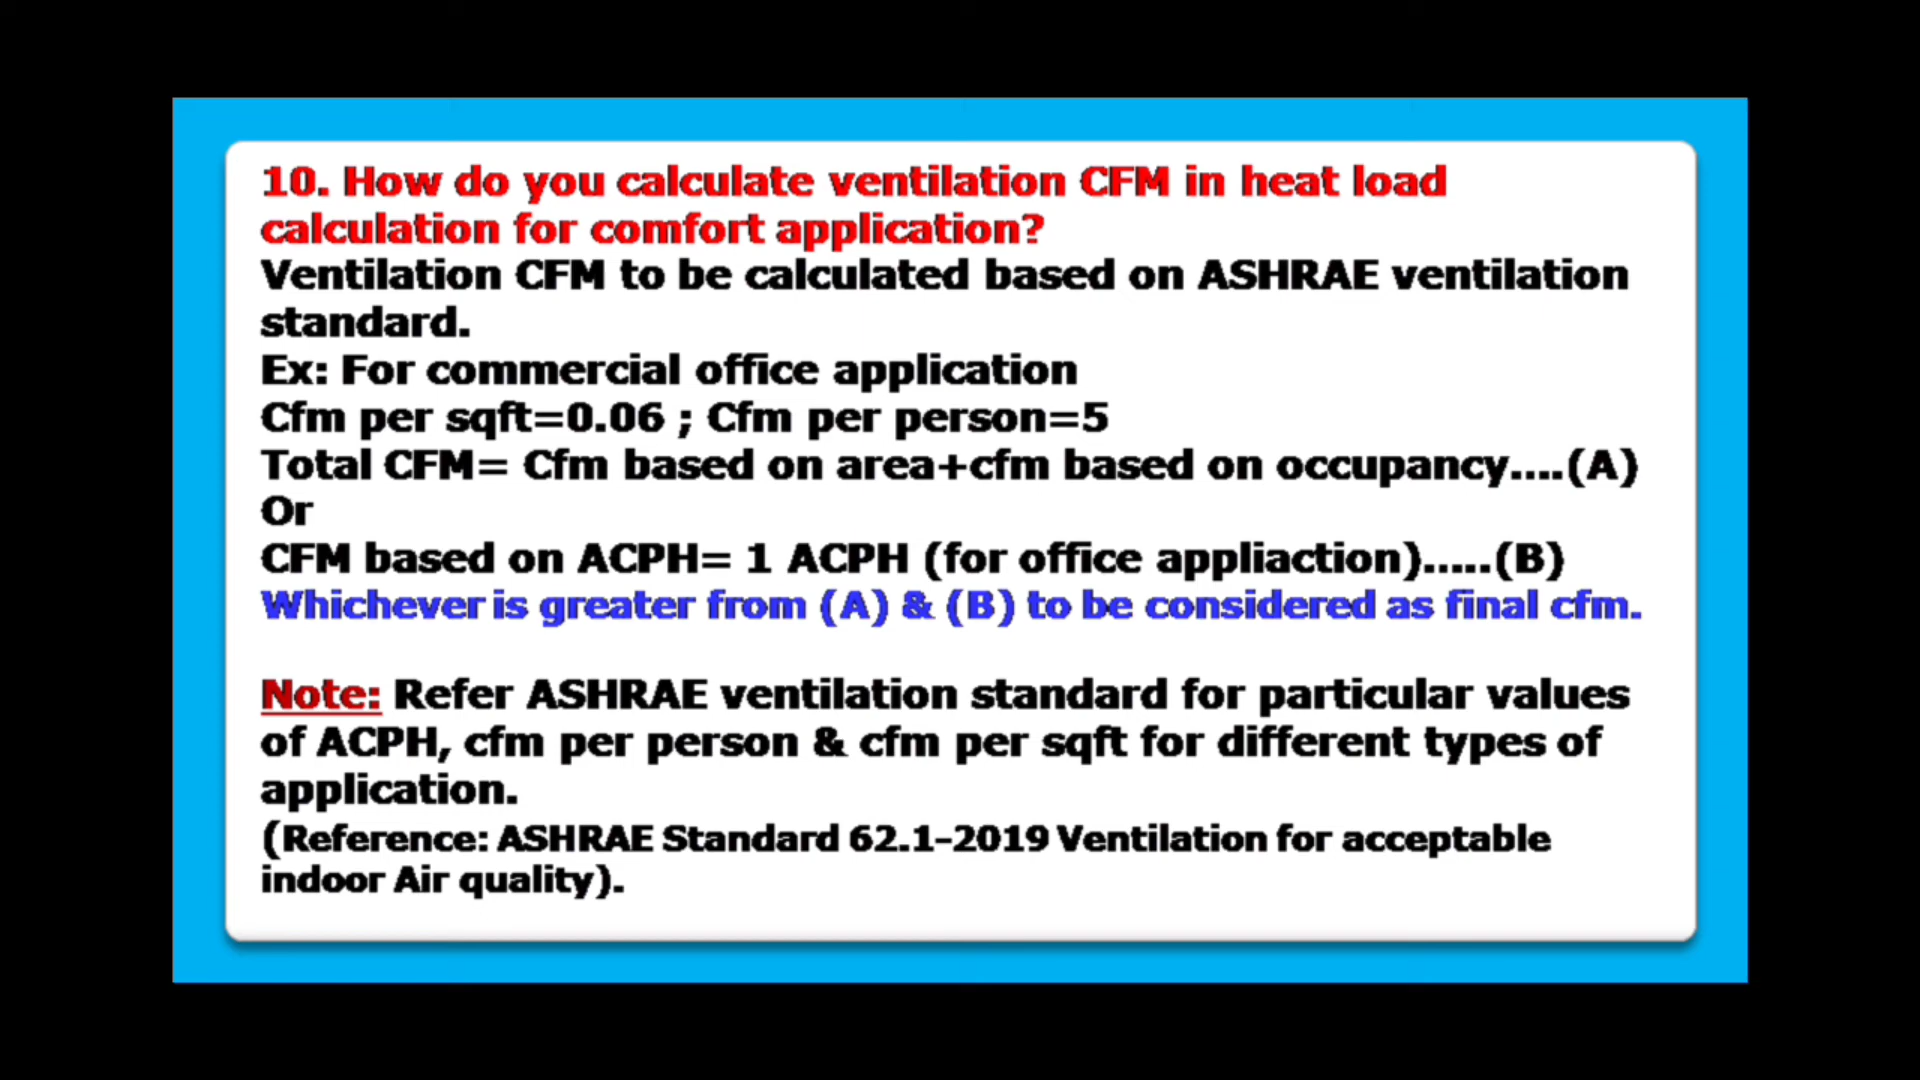 10. How do you calculate ventilation CFM in heat load
calculation for comfort application?
Ventilation CFM to be calculated based on ASHRAE ventilation
standard.
Ex: For commercial office application
Cfm per sqft=0.06 ; Cfm per person=5
Total CFM= Cfm based on area+cfm based on occupancy....(A)
Or
CFM based on ACPH= 1 ACPH (for office appliaction).....(B)
Whichever is greater from (A) & (B) to be considered as final cfm.
Note: Refer ASHRAE ventilation standard for particular values
of ACPH, cfm per person & cfm per sqft for different types of
application.
(Reference: ASHRAE Standard 62.1-2019 Ventilation for acceptable
indoor Air quality).